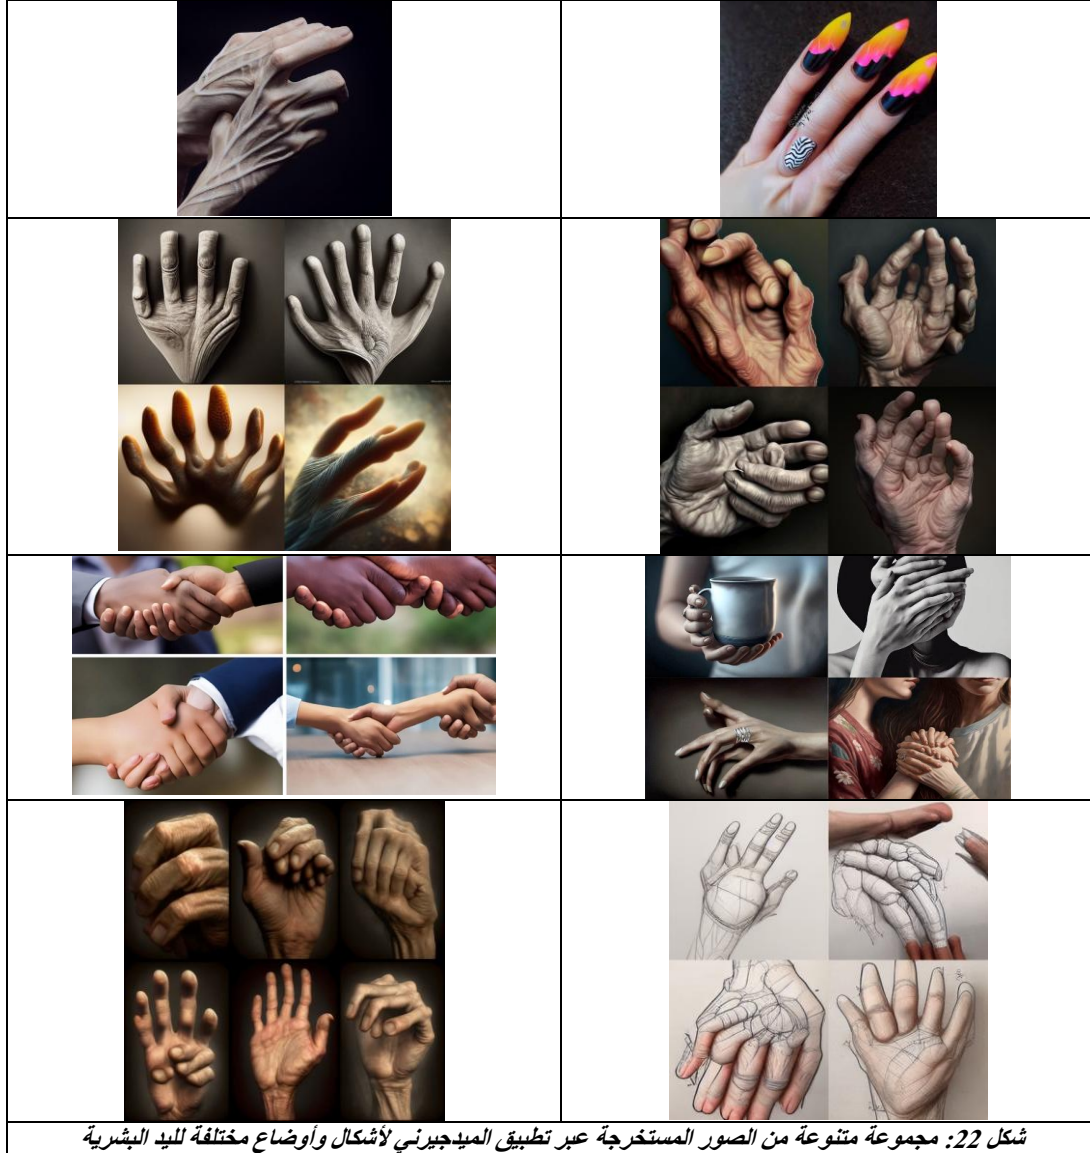 شكل 22: مجموعة متنوعة من الصور المستخرجة عبر تطبيق الميدجيرني لأشكال وأوضاع مختلفة لليد البشرية